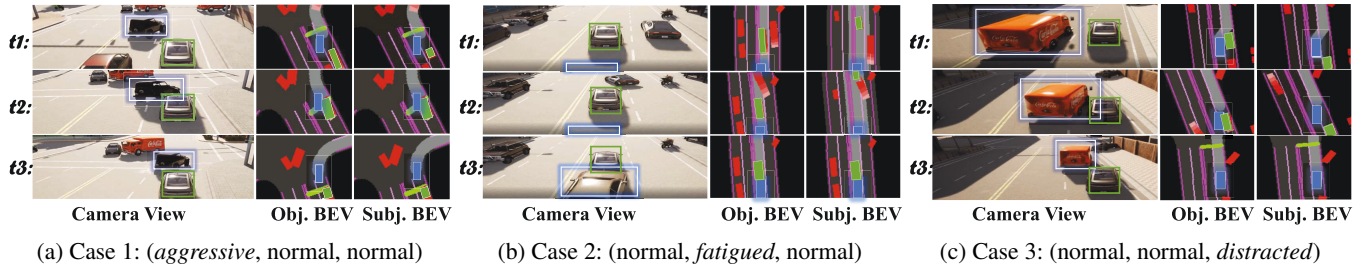 t1:
t2:
t3:
Camera View Obj. BEV Subj. BEV
(a) Case 1: (aggressive, normal, normal)
t1:
t2:
t3:
Camera View Obj. BEV Subj. BEV
(b) Case 2: (normal, fatigued, normal)
t1:
t2:
t3:
Coca-Cola
Camera View Obj. BEV Subj. BEV
(c) Case 3: (normal, normal, distracted)